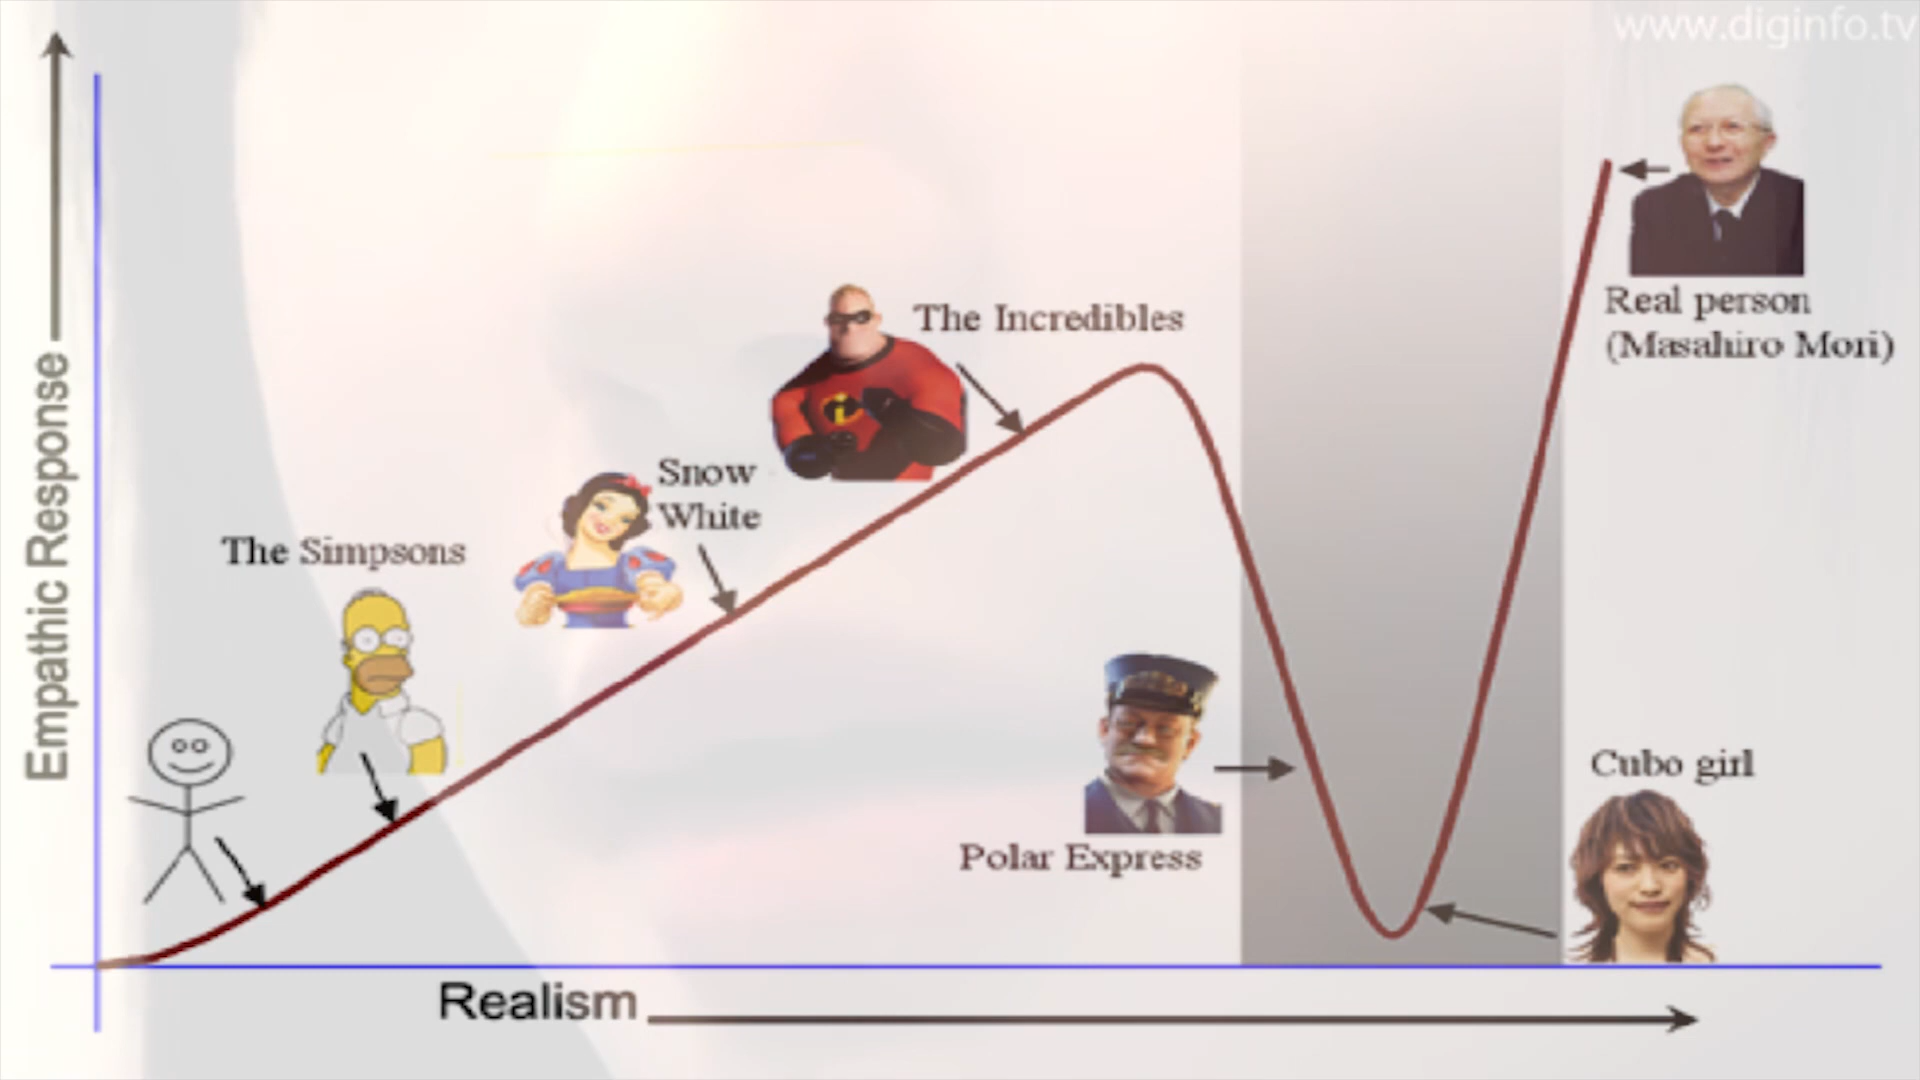 www.diginfo.tv
Empathic Response
The Incredibles
Real person
(Masahiro Mori)
Snow
White
The Simpsons
Cubo girl
Polar Express
Realism